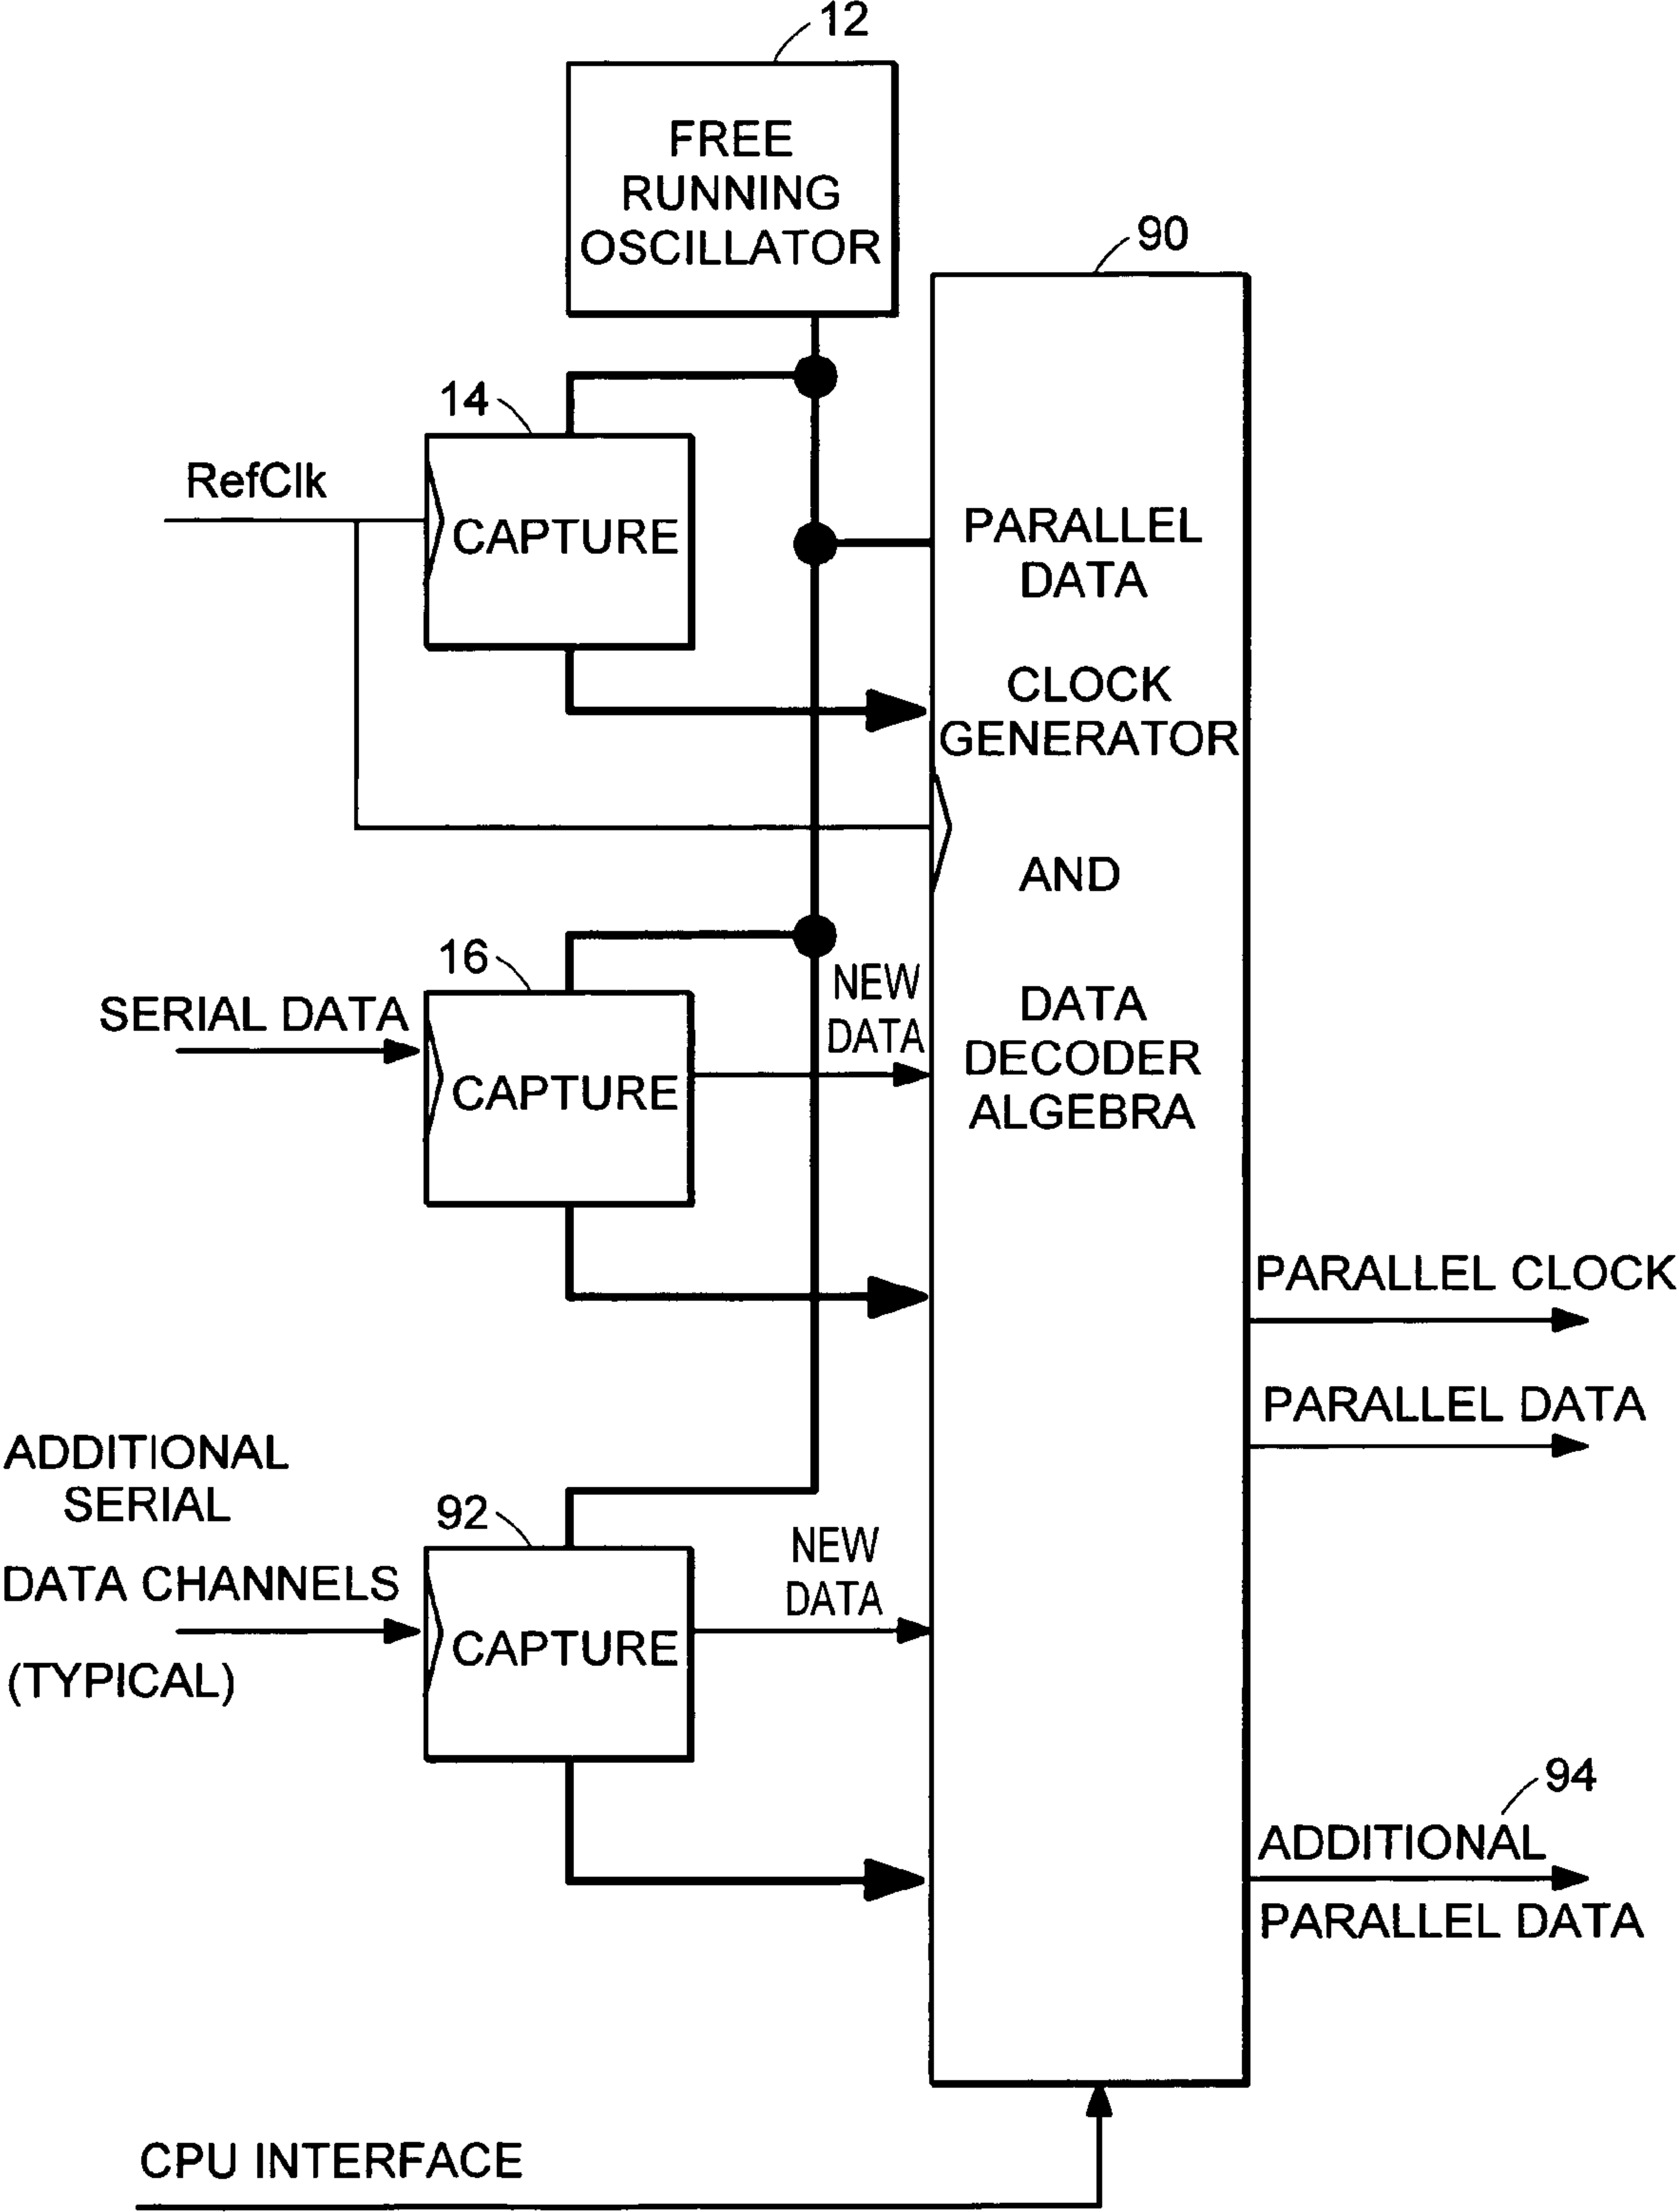 12
FREE
RUNNING
OSCILLATOR
90
14
RefClk
CAPTURE
PARALLEL
DATA
CLOCK
GENERATOR
AND
DATA
DECODER
ALGEBRA
16
SERIAL DATA
CAPTURE
NEW
DATA
PARALLEL CLOCK
PARALLEL DATA
ADDITIONAL
SERIAL
DATA CHANNELS
(TYPICAL)
92
CAPTURE
NEW
DATA
94
ADDITIONAL
PARALLEL DATA
CPU INTERFACE